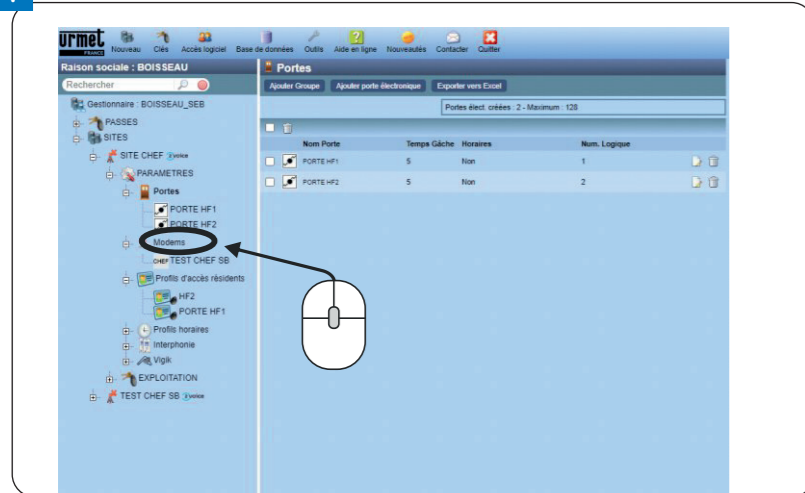 urmet
FRANCE
Nouveau Clés Accès logiciel Base de données Outils Aide en ligne Nouveautés Contacter Quitter
Raison sociale : BOISSEAU
Rechercher
Gestionnaire : BOISSEAU_SEB
PASSES
SITES
SITE CHEF
PARAMETRES
Portes
PORTE HF1
PORTE HF2
Modems
CHEF TEST CHEF SB
Profils d'accès résidents
HF2
PORTE HF1
Profils horaires
Interphonie
Vigik
EXPLOITATION
TEST CHEF SB
Portes
Ajouter Groupe Ajouter porte électronique Exporter vers Excel
Portes élect. créées : 2 - Maximum : 128
Nom Porte Temps Gâche Horaires Num. Logique
PORTE HF1 5 Non 1
PORTE HF2 5 Non 2